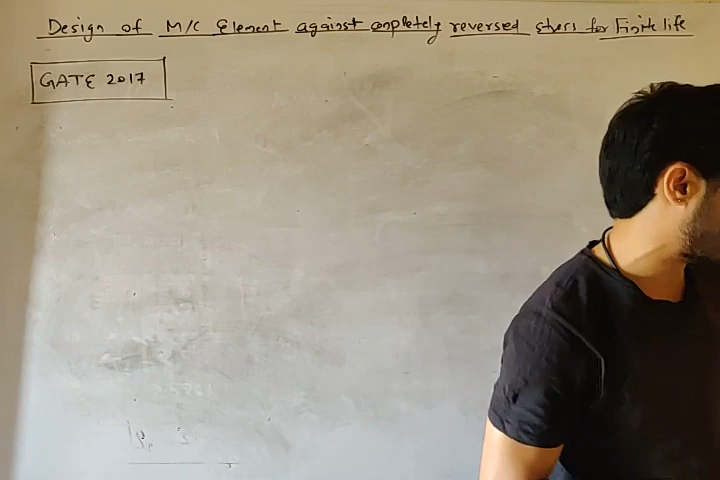 Design of M/C Element against completely reversed stress for Finite life
GATE 2017